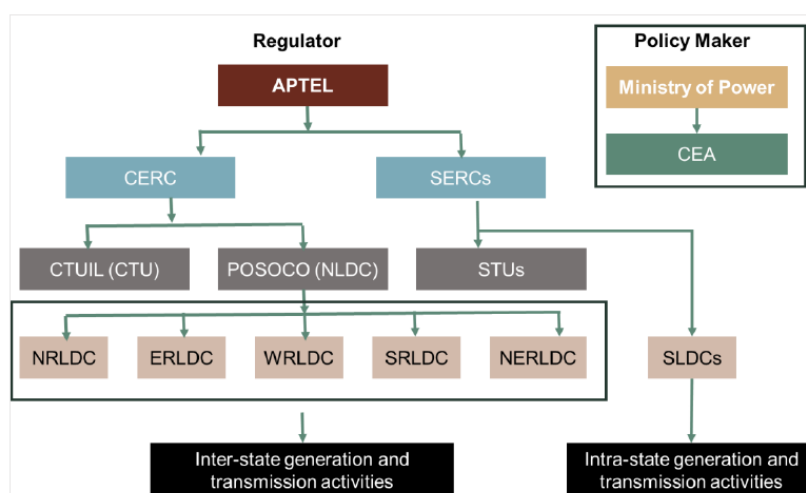 Regulator
Policy Maker
APTEL
Ministry of Power
CEA
CERC
SERCs
CTUIL (CTU)
POSOCO (NLDC)
STUs
NRLDC
ERLDC
WRLDC
SRLDC
NERLDC
SLDCs
Inter-state generation and
transmission activities
Intra-state generation and
transmission activities